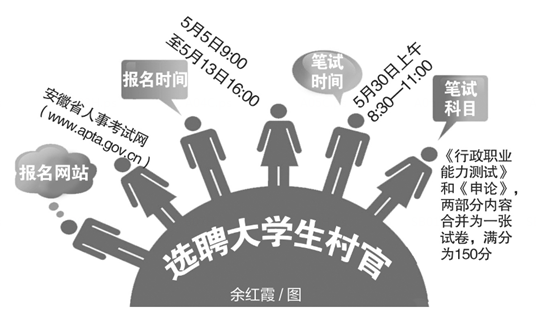 报名网站
安徽省人事考试网
(www.apta.gov.cn)
报名时间
5月5日9:00
至5月13日16:00
笔试
时间
5月30日上午
8:30—11:00
笔试
科目
《行政职业
能力测试》
和《申论》，
两部分内容
合并为一张
试卷，满分
为150分
选聘大学生村官
余红霞/图